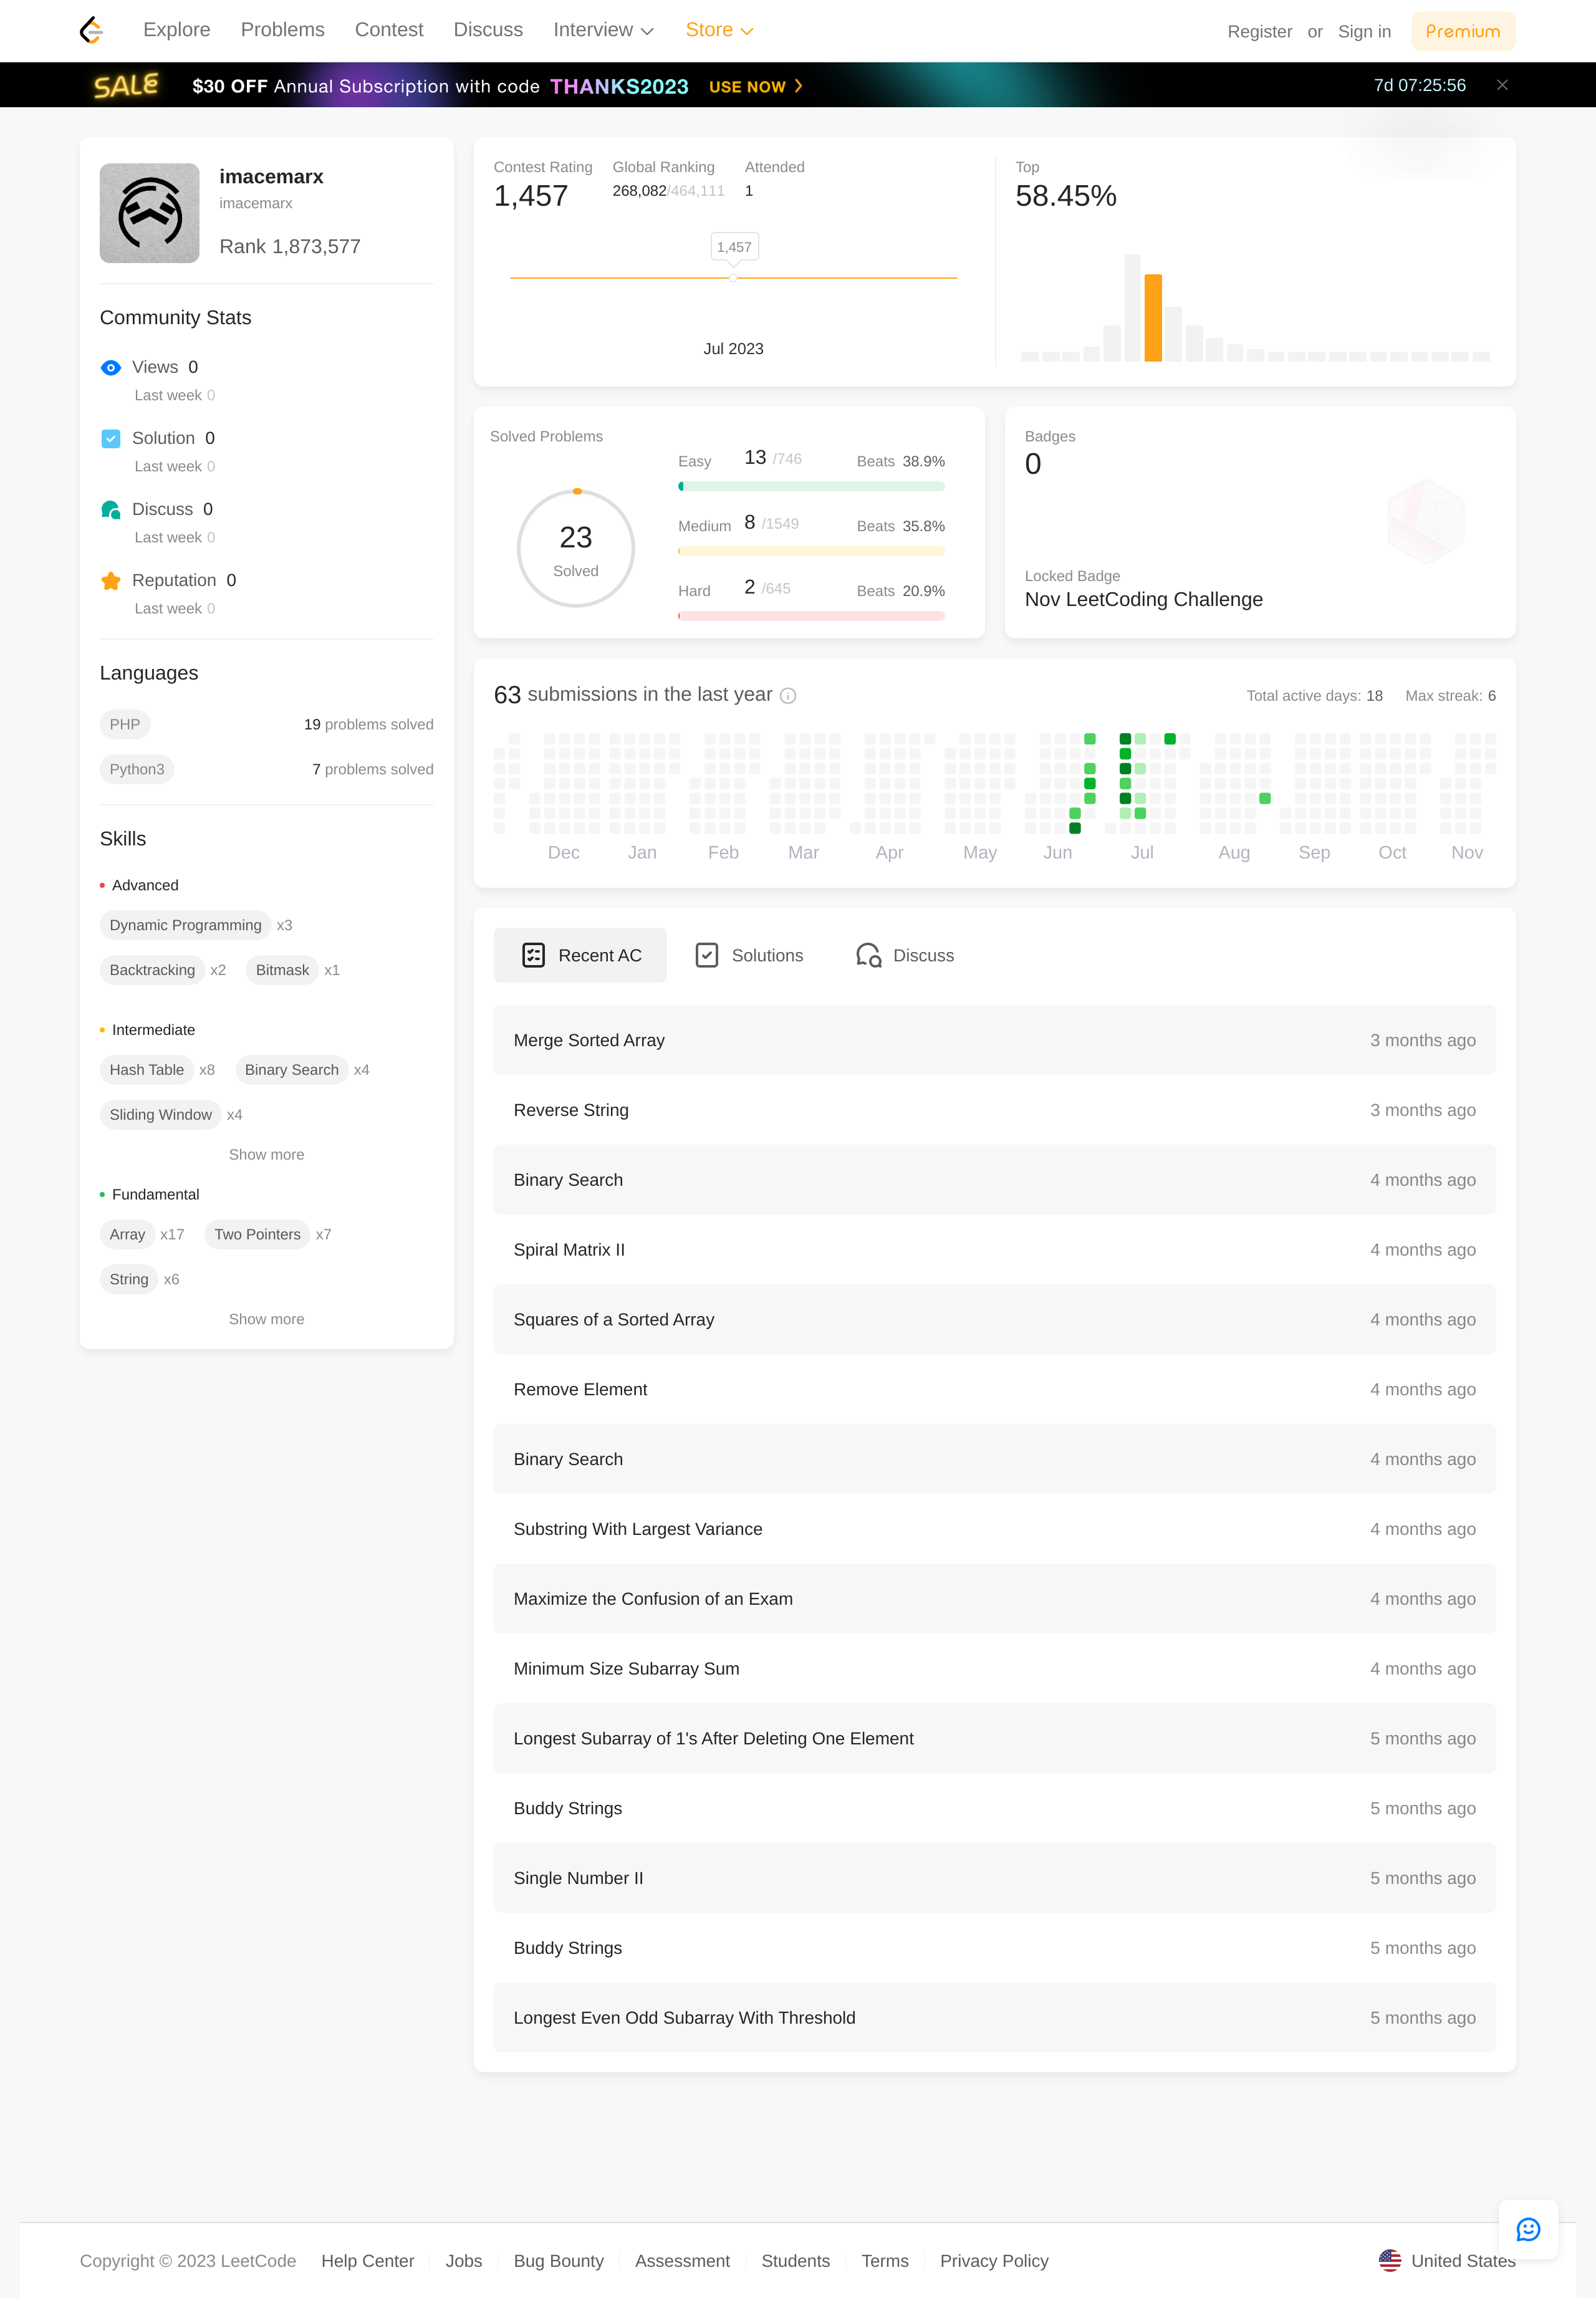 Explore Problems Contest Discuss Interview Store Register or Sign in Premium
SALE $30 OFF Annual Subscription with code THANKS2023 USE NOW 7d 07:25:56
imacemarx
imacemarx
Rank 1,873,577
Community Stats
Views 0
Last week 0
Solution 0
Last week 0
Discuss 0
Last week 0
Reputation 0
Last week 0
Languages
PHP 19 problems solved
Python3 7 problems solved
Skills
Advanced
Dynamic Programming x3
Backtracking x2 Bitmask x1
Intermediate
Hash Table x8 Binary Search x4
Sliding Window x4
Show more
Fundamental
Array x17 Two Pointers x7
String x6
Show more
Contest Rating Global Ranking Attended
1,457 268,082/464,111 1
1,457
Jul 2023
Top
58.45%
Solved Problems
23
Solved
Easy 13 /746 Beats 38.9%
Medium 8 /1549 Beats 35.8%
Hard 2 /645 Beats 20.9%
Badges
0
Locked Badge
Nov LeetCoding Challenge
63 submissions in the last year Total active days: 18 Max streak: 6
Dec Jan Feb Mar Apr May Jun Jul Aug Sep Oct Nov
Recent AC Solutions Discuss
Merge Sorted Array 3 months ago
Reverse String 3 months ago
Binary Search 4 months ago
Spiral Matrix II 4 months ago
Squares of a Sorted Array 4 months ago
Remove Element 4 months ago
Binary Search 4 months ago
Substring With Largest Variance 4 months ago
Maximize the Confusion of an Exam 4 months ago
Minimum Size Subarray Sum 4 months ago
Longest Subarray of 1's After Deleting One Element 5 months ago
Buddy Strings 5 months ago
Single Number II 5 months ago
Buddy Strings 5 months ago
Longest Even Odd Subarray With Threshold 5 months ago
Copyright © 2023 LeetCode Help Center Jobs Bug Bounty Assessment Students Terms Privacy Policy United States